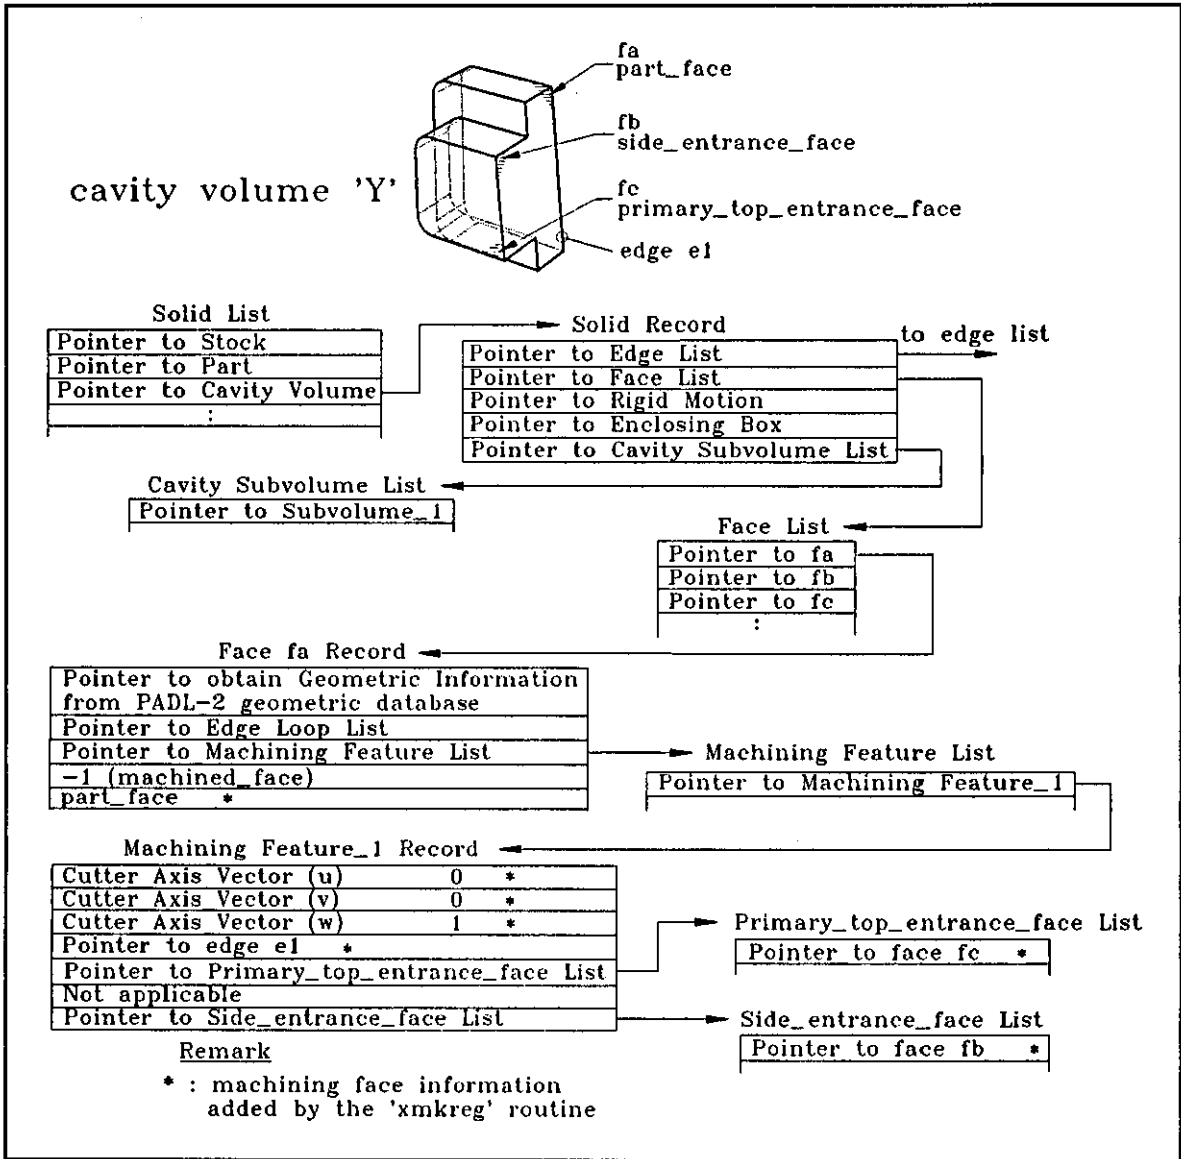 fa
part_face
fb
side_entrance_face
cavity volume 'Y'
fc
primary_top_entrance_face
edge e1
Solid List
Pointer to Stock
Pointer to Part
Pointer to Cavity Volume
:
Solid Record
to edge list
Pointer to Edge List
Pointer to Face List
Pointer to Rigid Motion
Pointer to Enclosing Box
Pointer to Cavity Subvolume List
Cavity Subvolume List
Pointer to Subvolume_1
Face List
Pointer to fa
Pointer to fb
Pointer to fc
:
Face fa Record
Pointer to obtain Geometric Information
from PADL-2 geometric database
Pointer to Edge Loop List
Pointer to Machining Feature List
-1 (machined_face)
part_face *
Machining Feature List
Pointer to Machining Feature_1
Machining Feature_1 Record
Cutter Axis Vector (u) 0 *
Cutter Axis Vector (v) 0 *
Cutter Axis Vector (w) 1 *
Pointer to edge e1 *
Pointer to Primary_top_entrance_face List
Not applicable
Pointer to Side_entrance_face List
Primary_top_entrance_face List
Pointer to face fc *
Side_entrance_face List
Pointer to face fb *
Remark
* : machining face information
added by the 'xmkreg' routine